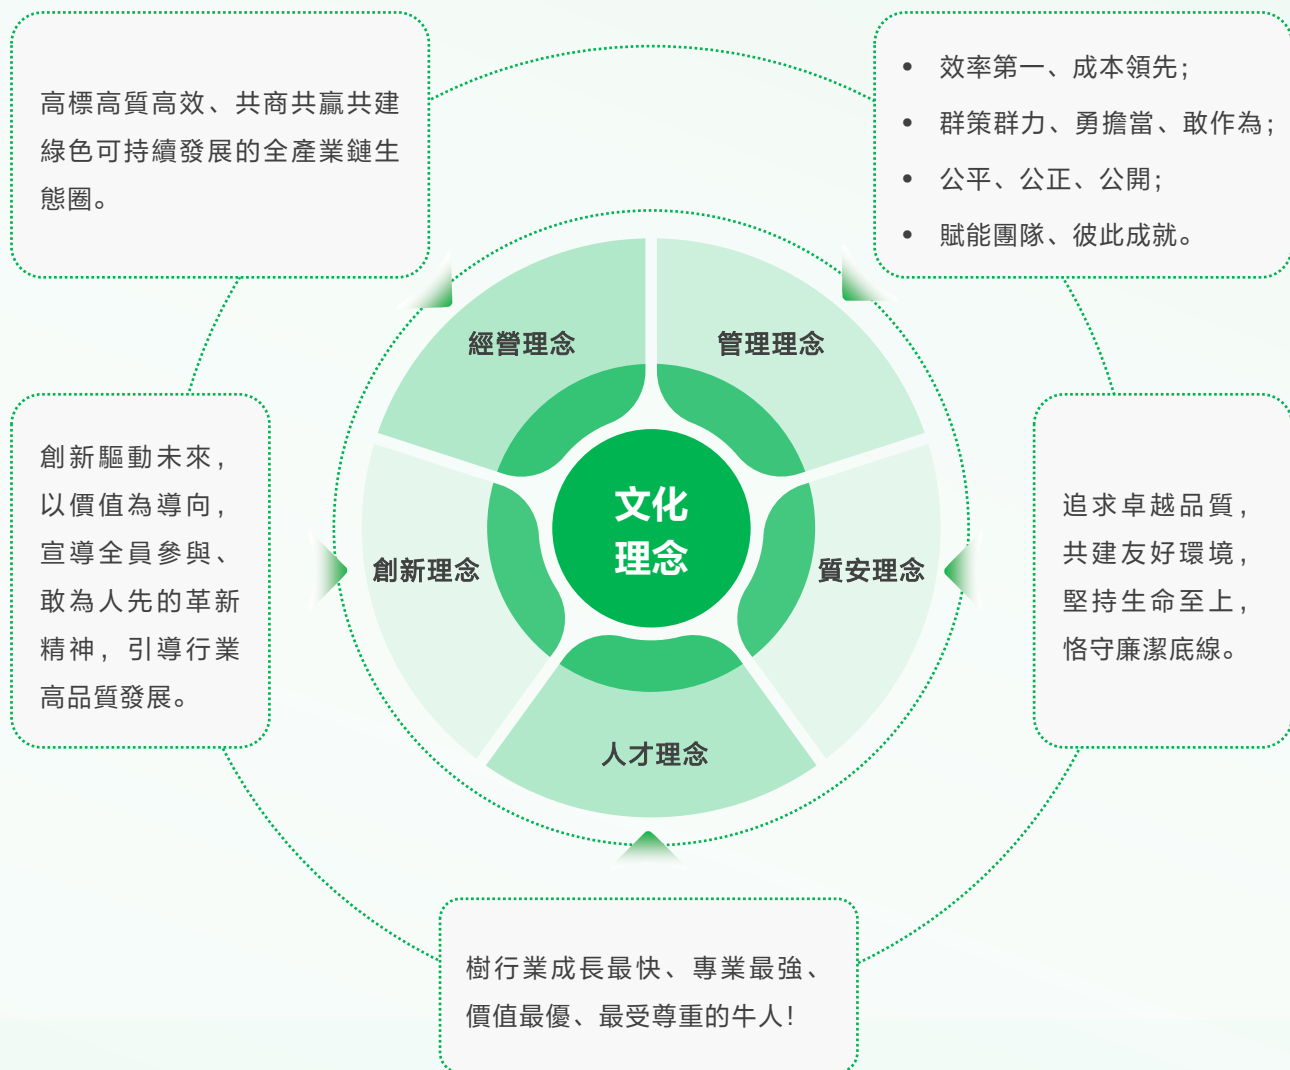 高標高質高效、共商共贏共建
綠色可持續發展的全產業鏈生
態圈。
• 效率第一、成本領先；
• 群策群力、勇擔當、敢作為；
• 公平、公正、公開；
• 賦能團隊、彼此成就。
經營理念
管理理念
創新驅動未來，
以價值為導向，
宣導全員參與、
敢為人先的革新
精神，引導行業
高品質發展。
創新理念
文化
理念
質安理念
追求卓越品質，
共建友好環境，
堅持生命至上，
恪守廉潔底線。
人才理念
樹行業成長最快、專業最強、
價值最優、最受尊重的牛人！